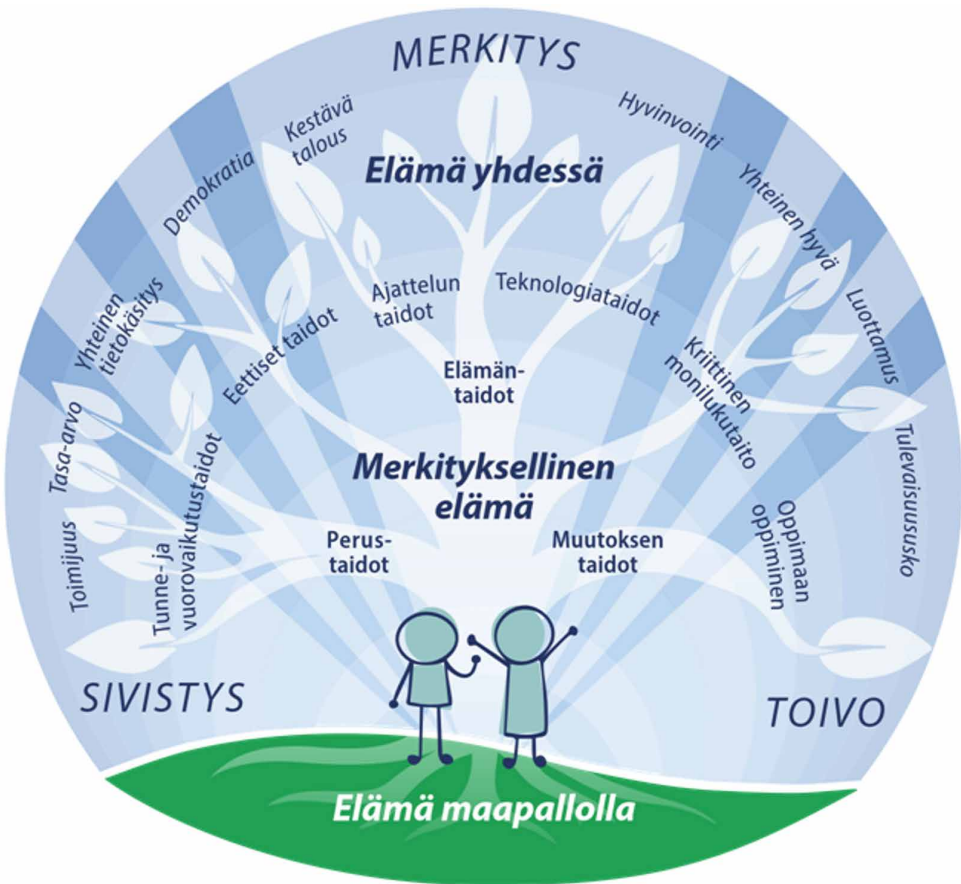 MERKITYS
Kestävä
talous
Hyvinvointi
Demokratia
Elämä yhdessä
Yhteinen hyvä
Yhteinen
tietokäsitys
Eettiset taidot
Ajattelun
taidot
Teknologiataidot
Luottamus
Elämän-
taidot
Kriittinen
monilukutaito
Tasa-arvo
Tulevaisuususko
Merkityksellinen
elämä
Toimijuus
Tunne- ja
vuorovaikutustaidot
Perus-
taidot
Muutoksen
taidot
Oppimaan
oppiminen
SIVISTYS
TOIVO
Elämä maapallolla